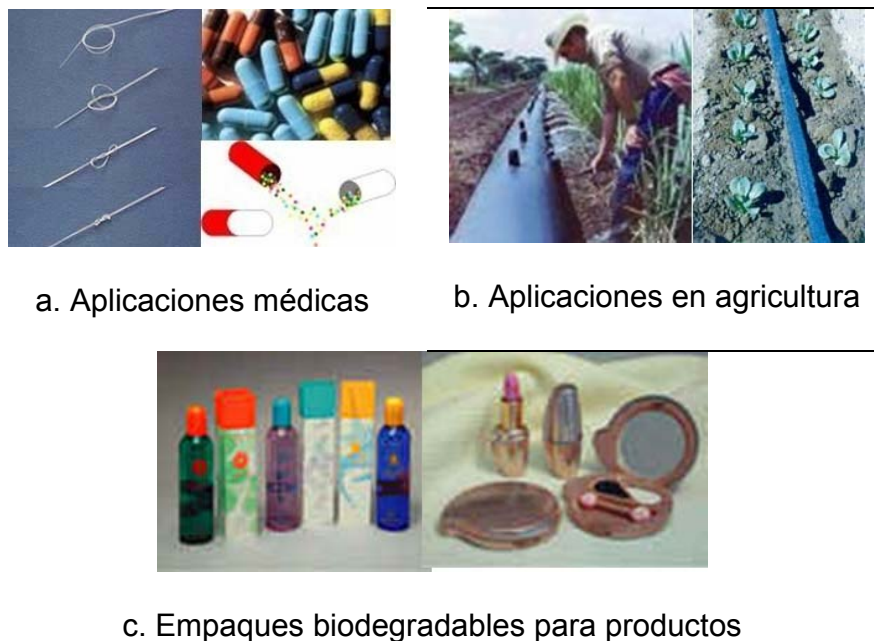 a. Aplicaciones médicas
b. Aplicaciones en agricultura
c. Empaques biodegradables para productos